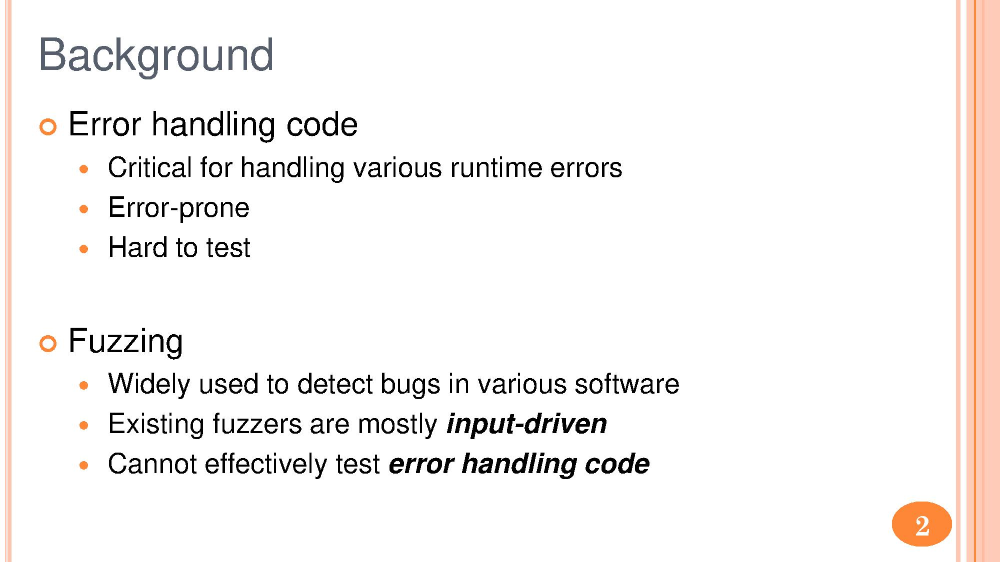 Background
Error handling code
Critical for handling various runtime errors
Error-prone
Hard to test
Fuzzing
Widely used to detect bugs in various software
Existing fuzzers are mostly input-driven
Cannot effectively test error handling code
2